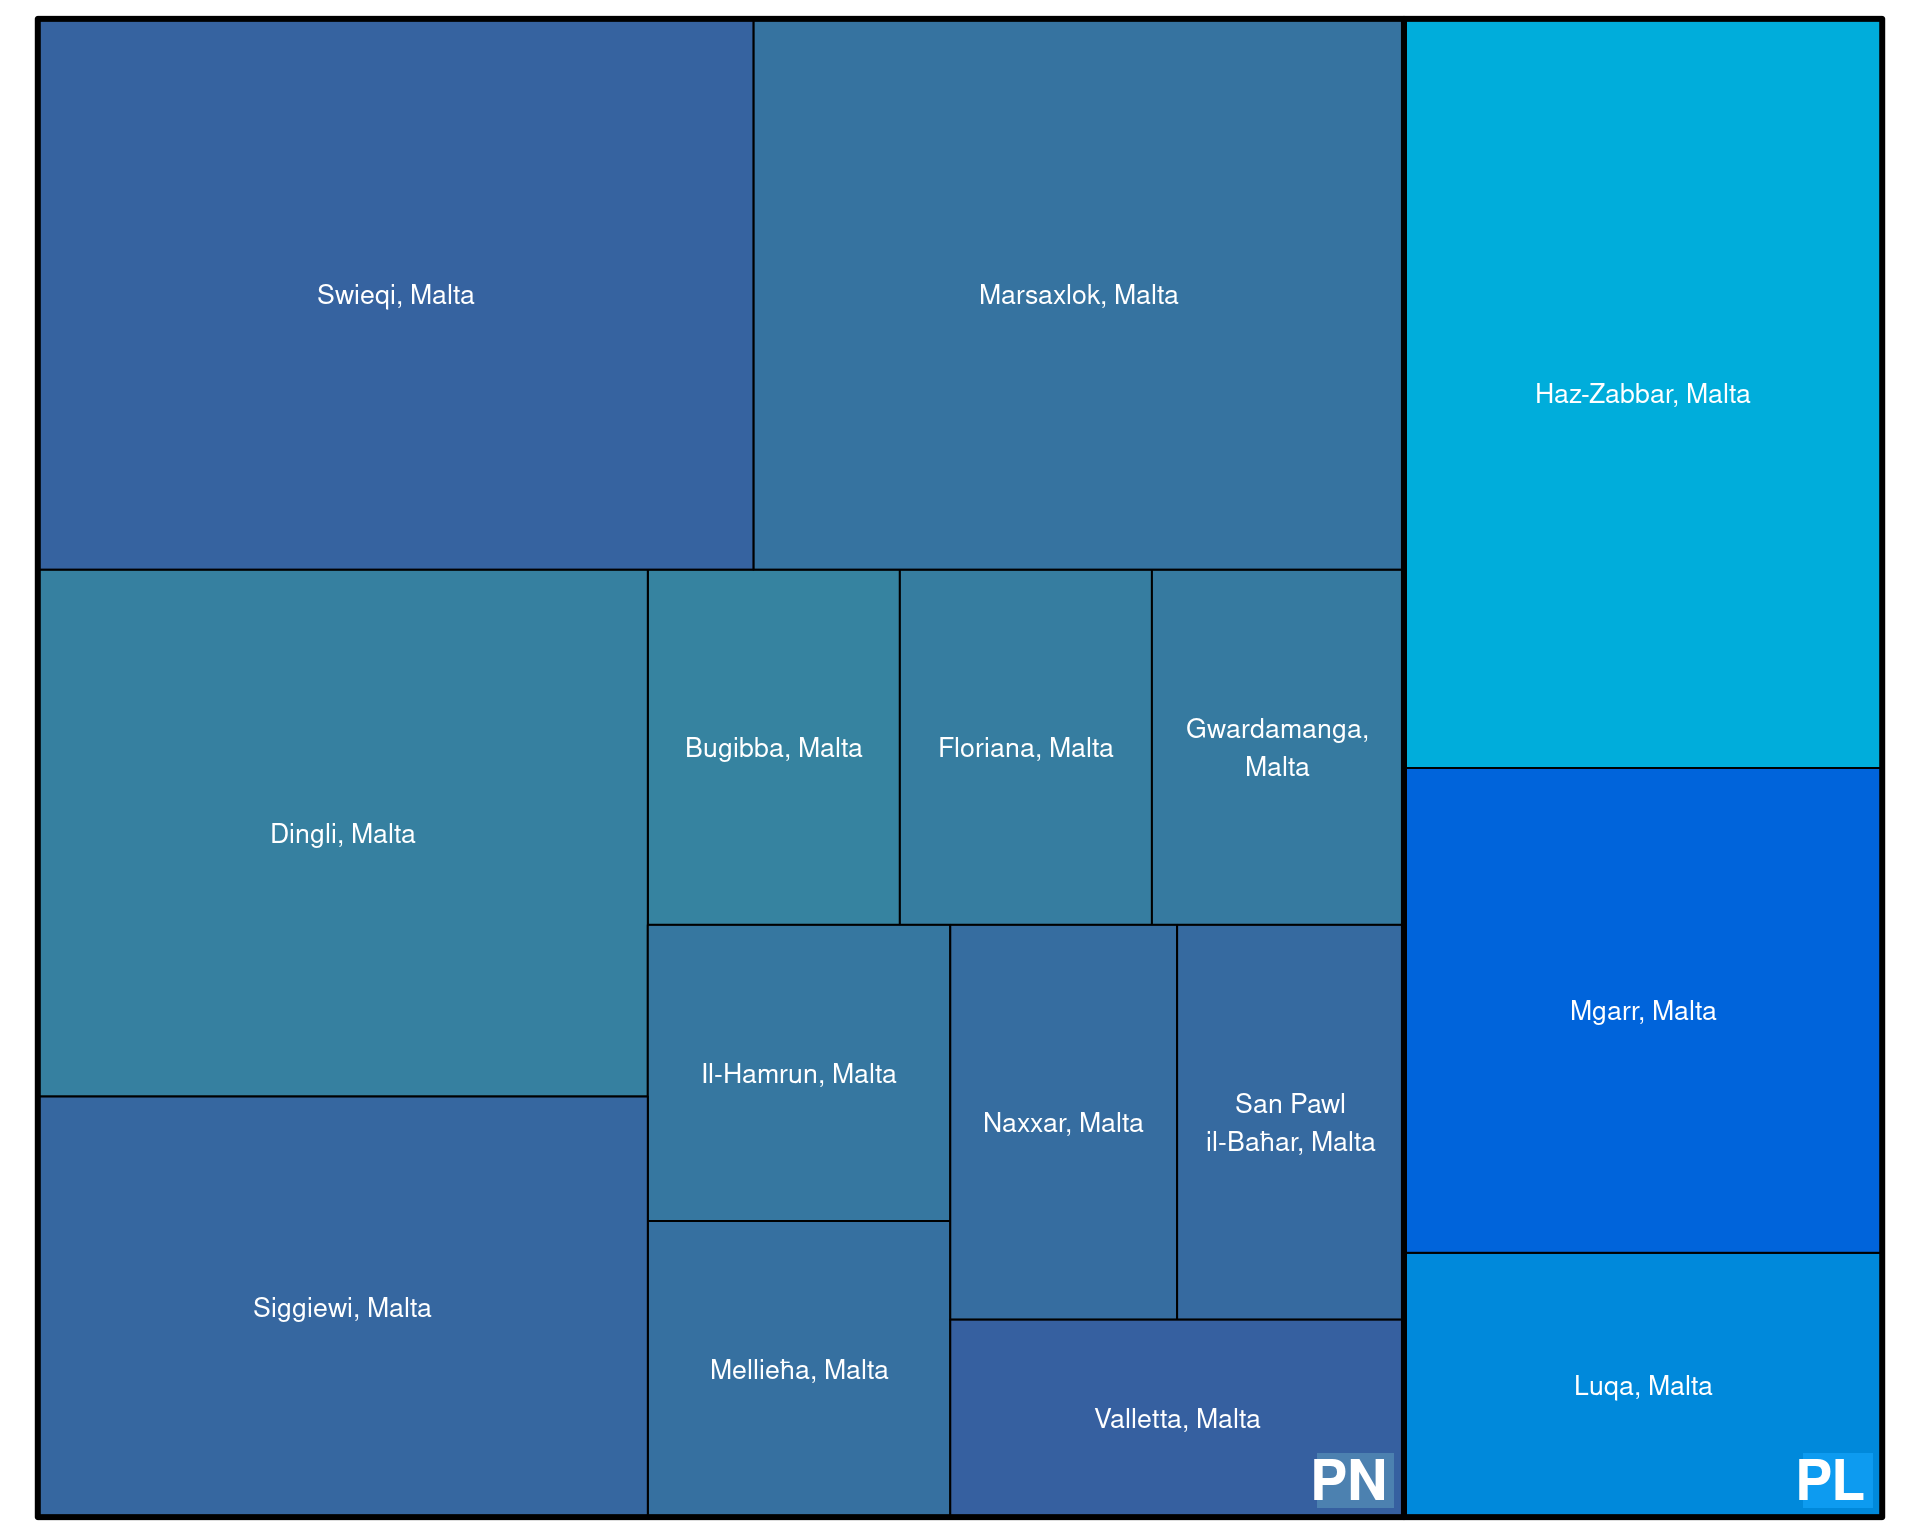 Swieqi, Malta
Marsaxlok, Malta
Haz-Zabbar, Malta
Dingli, Malta
Bugibba, Malta
Floriana, Malta
Gwardamanga,
Malta
Mgarr, Malta
Il-Hamrun, Malta
Naxxar, Malta
San Pawl
il-Baħar, Malta
Siggiewi, Malta
Mellieħa, Malta
Valletta, Malta
Luqa, Malta
PN
PL